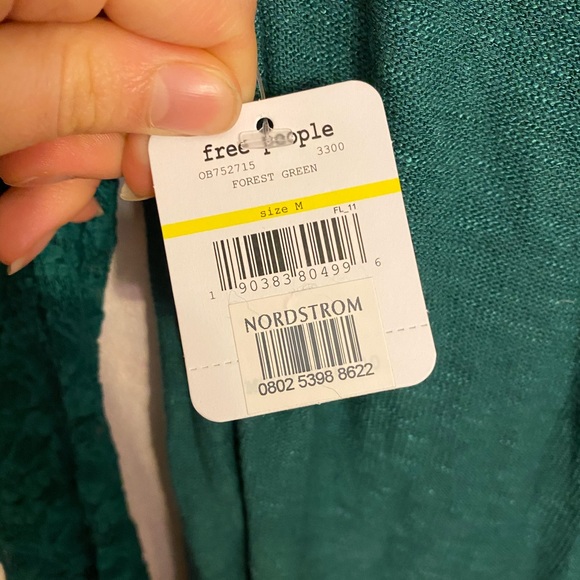 free people
OB752715 3300
FOREST GREEN
size M
FL_11
1 90383 80499 6
NORDSTROM
0802 5398 8622